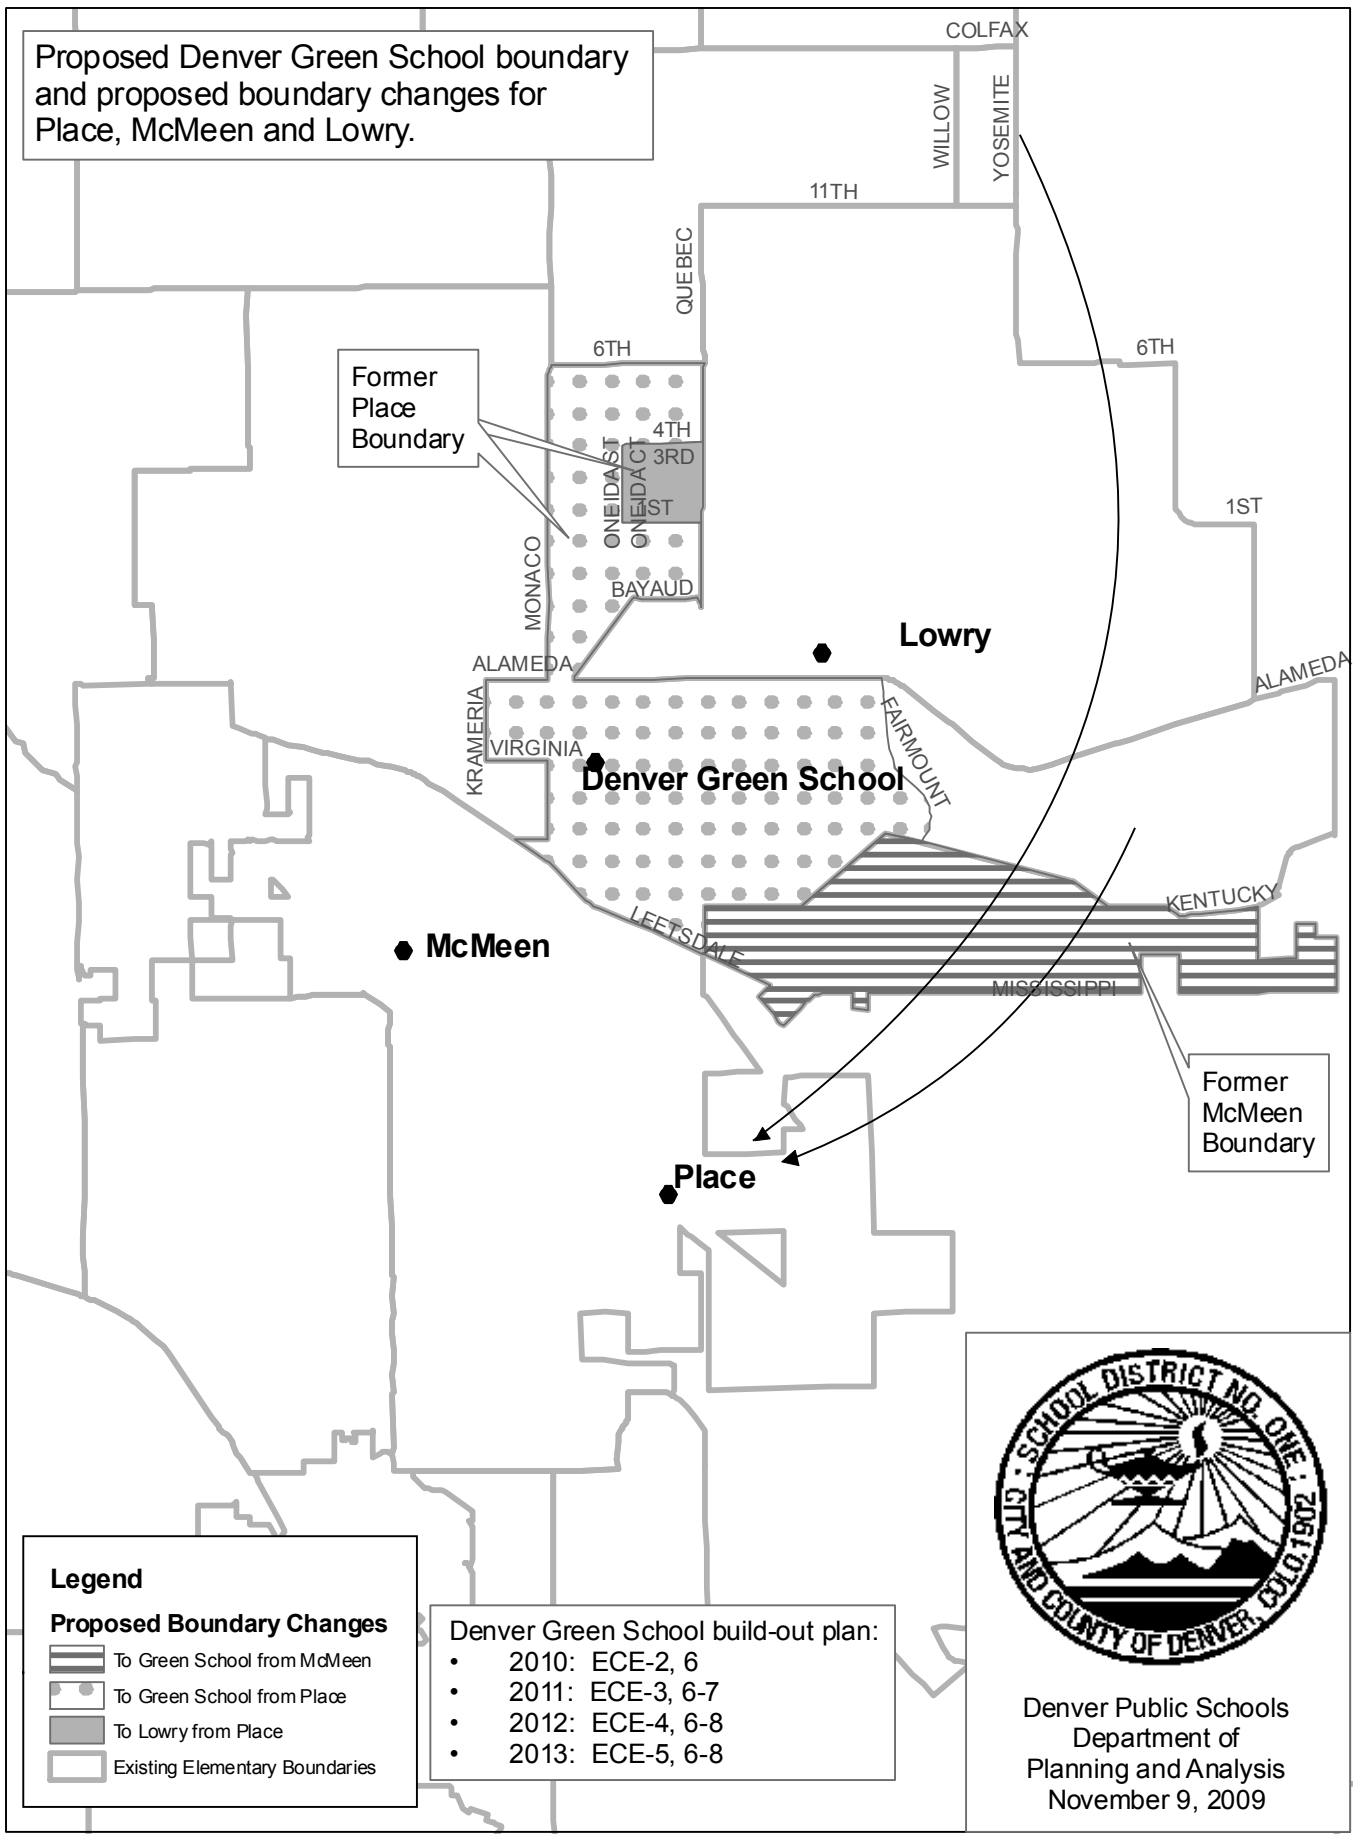 Proposed Denver Green School boundary
and proposed boundary changes for
Place, McMeen and Lowry.
COLFAX
WILLOW
YOSEMITE
11TH
QUEBEC
6TH
6TH
Former
Place
Boundary
4TH
3RD
ONEIDA ST
ONEIDA CT
1ST
1ST
MONACO
BAYAUD
Lowry
ALAMEDA
ALAMEDA
KRAMERIA
FAIRMOUNT
VIRGINIA
Denver Green School
KENTUCKY
LEETSDALE
McMeen
MISSISSIPPI
Former
McMeen
Boundary
Place
SCHOOL DISTRICT NO. ONE :
CITY AND COUNTY OF DENVER, COLO. 1902
Legend
Proposed Boundary Changes
To Green School from McMeen
To Green School from Place
To Lowry from Place
Existing Elementary Boundaries
Denver Green School build-out plan:
• 2010: ECE-2, 6
• 2011: ECE-3, 6-7
• 2012: ECE-4, 6-8
• 2013: ECE-5, 6-8
Denver Public Schools
Department of
Planning and Analysis
November 9, 2009